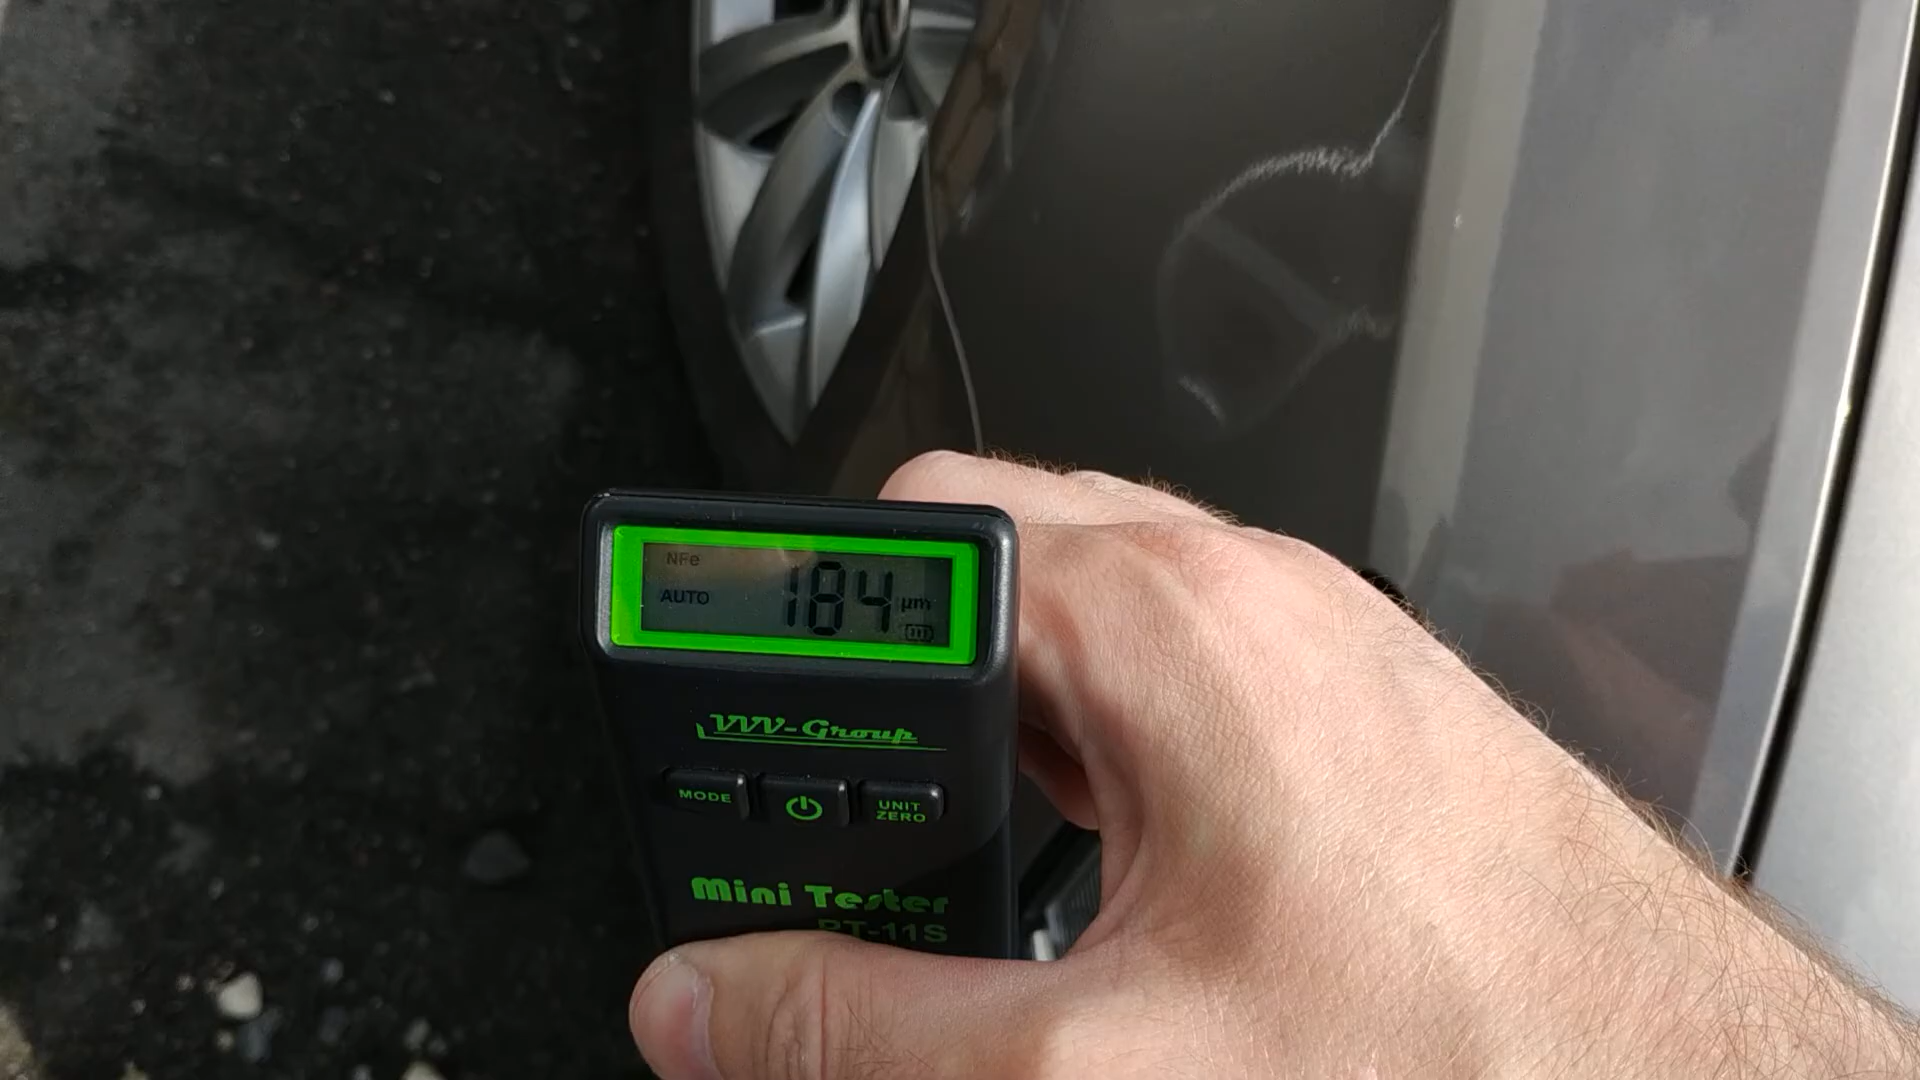 NFe
AUTO 184 µm
VVV-Group
MODE
UNIT
ZERO
Mini Tester
PT-11S